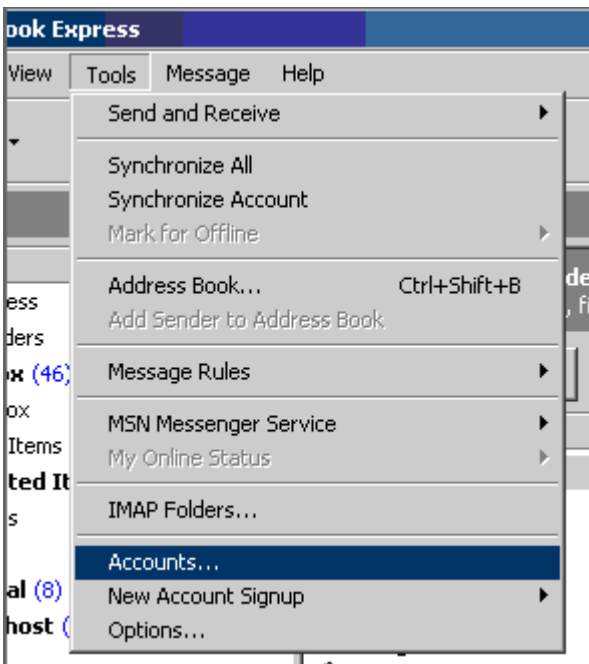 ook Express
View Tools Message Help
Send and Receive
Synchronize All
Synchronize Account
Mark for Offline
Address Book... Ctrl+Shift+B
Add Sender to Address Book
Message Rules
MSN Messenger Service
My Online Status
IMAP Folders...
Accounts...
New Account Signup
Options...
ess
ders
x (46)
ox
Items
ted It
s
al (8)
host (
de
, fi